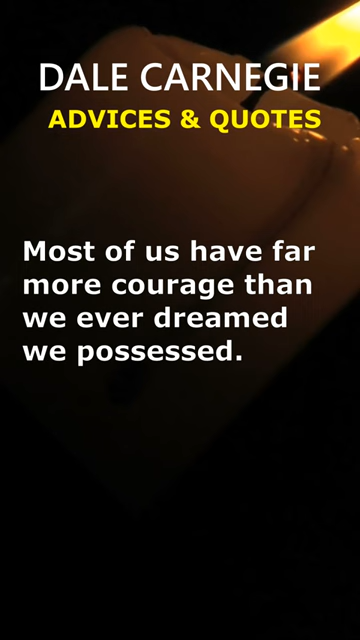 DALE CARNEGIE
ADVICES & QUOTES
Most of us have far
more courage than
we ever dreamed
we possessed.